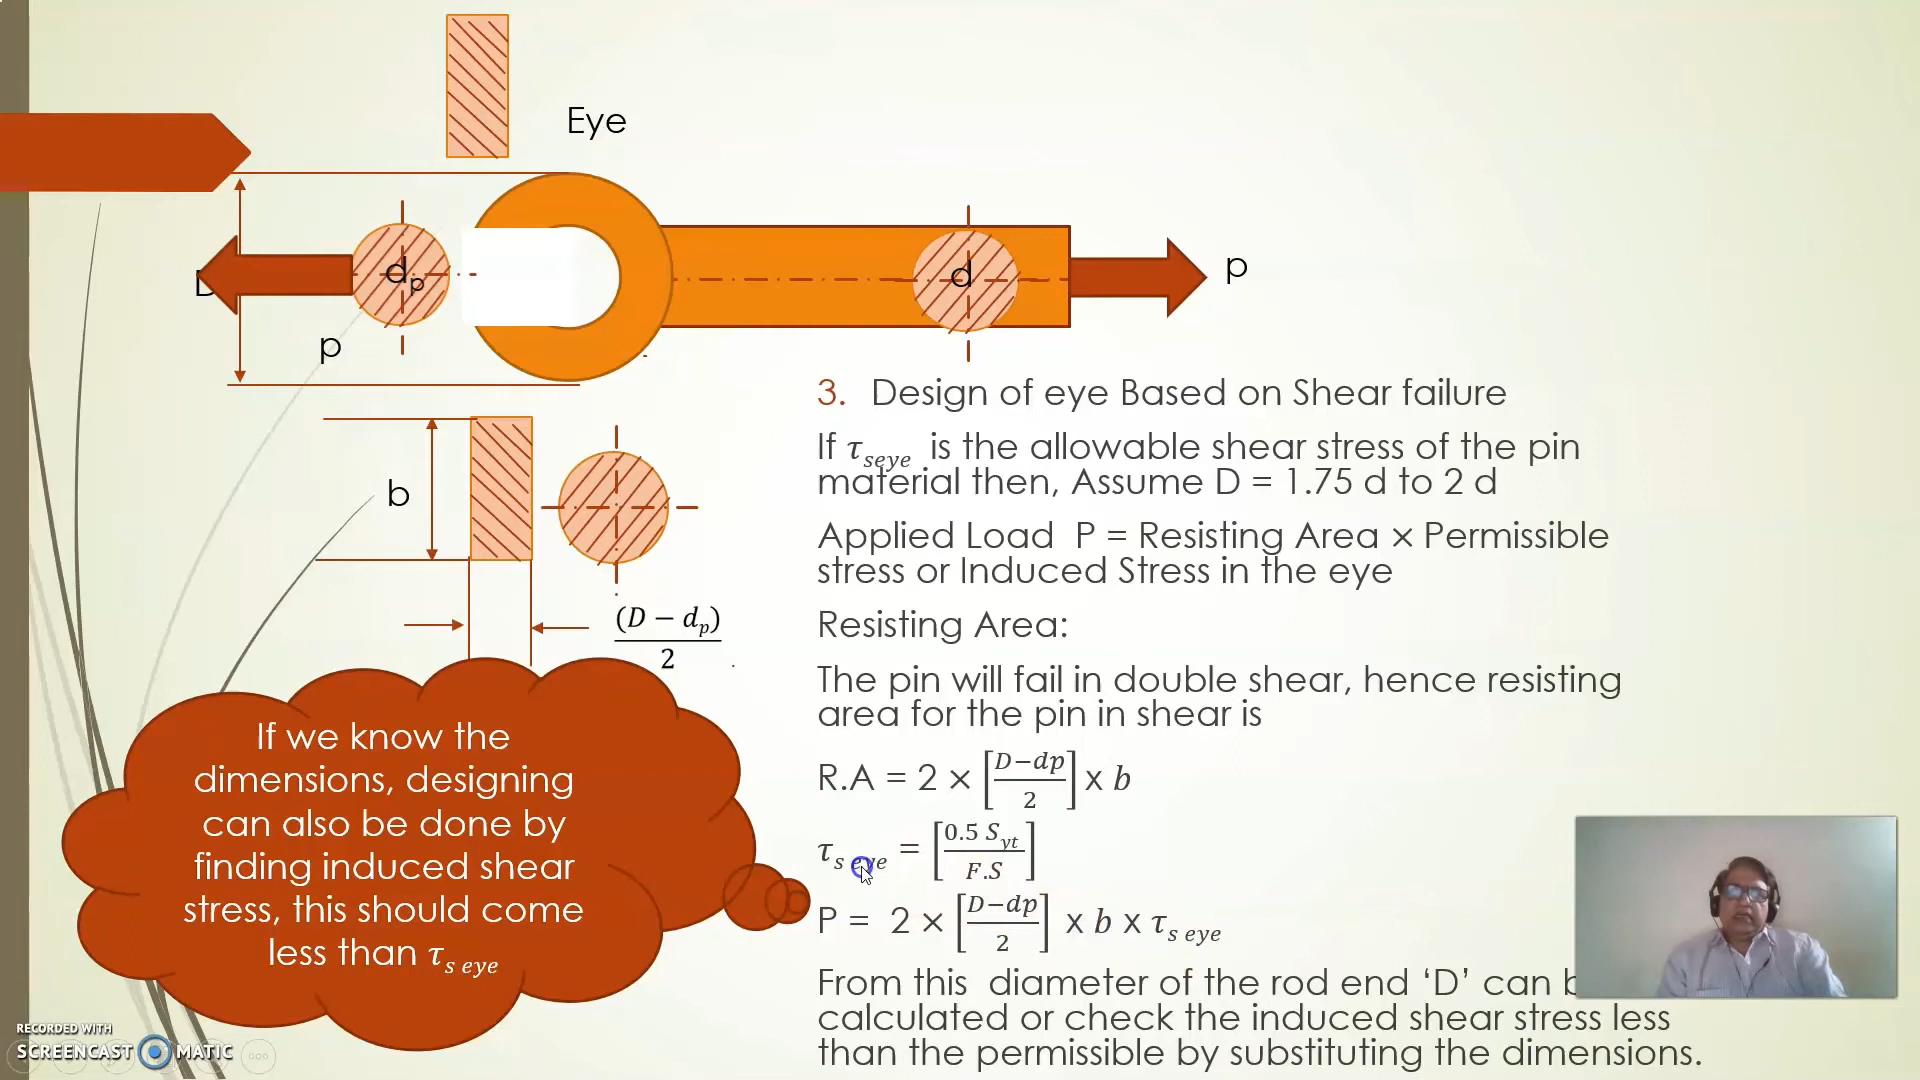 Eye
D
dₚ
d
p
p
b
(D − dₚ)
2
If we know the
dimensions, designing
can also be done by
finding induced shear
stress, this should come
less than τₛ ₑyₑ
3. Design of eye Based on Shear failure
If τₛₑyₑ is the allowable shear stress of the pin
material then, Assume D = 1.75 d to 2 d
Applied Load P = Resisting Area × Permissible
stress or Induced Stress in the eye
Resisting Area:
The pin will fail in double shear, hence resisting
area for the pin in shear is
R.A = 2 × [(D−dp)/2] x b
τₛ ₑyₑ = [(0.5 Syt)/F.S]
P = 2 × [(D−dp)/2] x b x τₛ ₑyₑ
From this diameter of the rod end ‘D’ can
calculated or check the induced shear stress less
than the permissible by substituting the dimensions.
RECORDED WITH
SCREENCAST MATIC